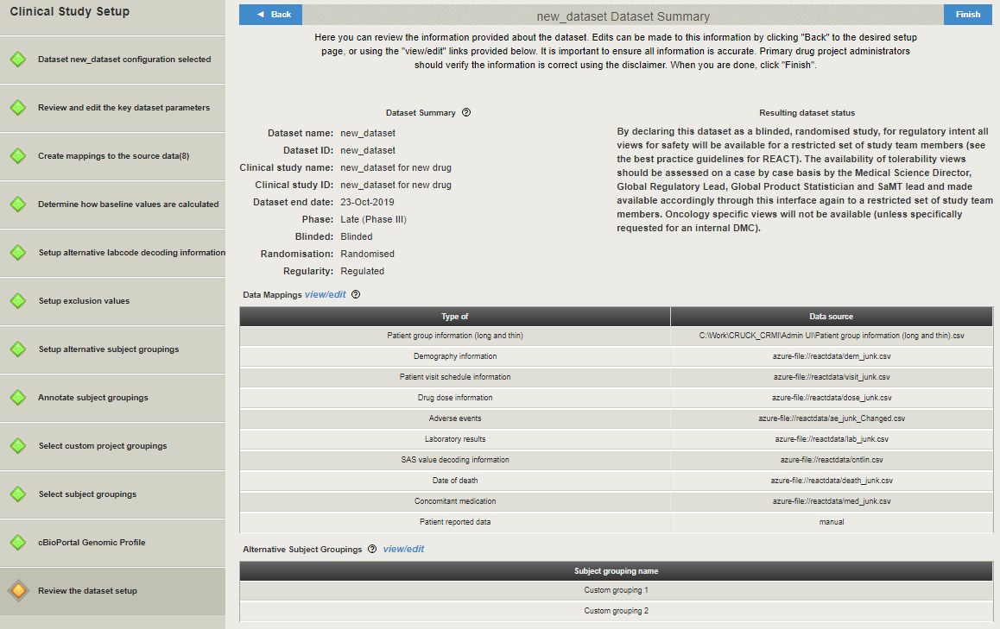 Clinical Study Setup
Dataset new_dataset configuration selected
Review and edit the key dataset parameters
Create mappings to the source data(8)
Determine how baseline values are calculated
Setup alternative labcode decoding information
Setup exclusion values
Setup alternative subject groupings
Annotate subject groupings
Select custom project groupings
Select subject groupings
cBioPortal Genomic Profile
Review the dataset setup
◄ Back
new_dataset Dataset Summary
Finish
Here you can review the information provided about the dataset. Edits can be made to this information by clicking "Back" to the desired setup
page, or using the "view/edit" links provided below. It is important to ensure all information is accurate. Primary drug project administrators
should verify the information is correct using the disclaimer. When you are done, click "Finish".
Dataset Summary ?
Dataset name: new_dataset
Dataset ID: new_dataset
Clinical study name: new_dataset for new drug
Clinical study ID: new_dataset for new drug
Dataset end date: 23-Oct-2019
Phase: Late (Phase III)
Blinded: Blinded
Randomisation: Randomised
Regularity: Regulated
Resulting dataset status
By declaring this dataset as a blinded, randomised study, for regulatory intent all
views for safety will be available for a restricted set of study team members (see
the best practice guidelines for REACT). The availability of tolerability views
should be assessed on a case by case basis by the Medical Science Director,
Global Regulatory Lead, Global Product Statistician and SaMT lead and made
available accordingly through this interface again to a restricted set of study team
members. Oncology specific views will not be available (unless specifically
requested for an internal DMC).
Data Mappings view/edit ?
Type of Data source
Patient group information (long and thin) C:\Work\CRUCK_CRMI\Admin UI\Patient group information (long and thin).csv
Demography information azure-file://reactdata/dem_junk.csv
Patient visit schedule information azure-file://reactdata/visit_junk.csv
Drug dose information azure-file://reactdata/dose_junk.csv
Adverse events azure-file://reactdata/ae_junk_Changed.csv
Laboratory results azure-file://reactdata/lab_junk.csv
SAS value decoding information azure-file://reactdata/cntlin.csv
Date of death azure-file://reactdata/death_junk.csv
Concomitant medication azure-file://reactdata/med_junk.csv
Patient reported data manual
Alternative Subject Groupings ? view/edit
Subject grouping name
Custom grouping 1
Custom grouping 2